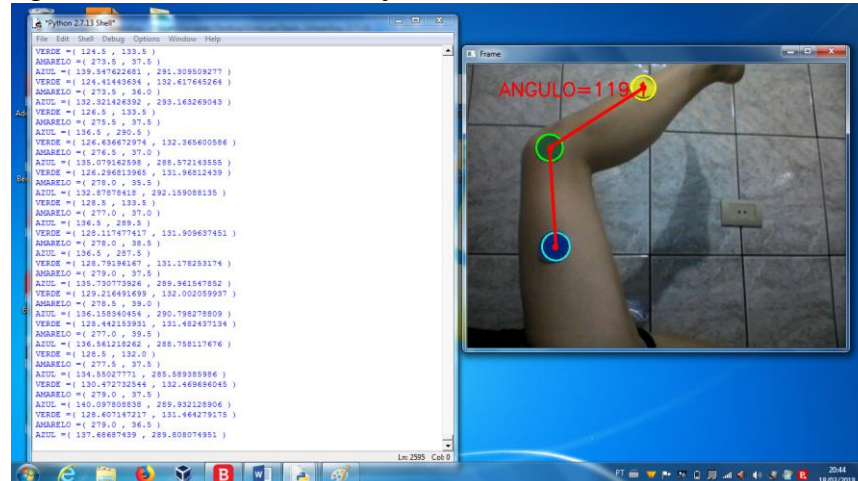 *Python 2.7.13 Shell*
File Edit Shell Debug Options Window Help
VERDE =( 124.5 , 133.5 )
AMARELO =( 273.5 , 37.5 )
AZUL =( 139.547622681 , 291.309509277 )
VERDE =( 124.41443634 , 132.617645264 )
AMARELO =( 273.5 , 36.0 )
AZUL =( 132.321426392 , 293.163269043 )
VERDE =( 126.5 , 133.5 )
AMARELO =( 275.5 , 37.5 )
AZUL =( 136.5 , 290.5 )
VERDE =( 126.636672974 , 132.365600586 )
AMARELO =( 276.5 , 37.0 )
AZUL =( 135.079162598 , 288.572143555 )
VERDE =( 126.296813965 , 131.96812439 )
AMARELO =( 278.0 , 35.5 )
AZUL =( 132.87878418 , 292.159088135 )
VERDE =( 128.5 , 133.5 )
AMARELO =( 277.0 , 37.0 )
AZUL =( 136.5 , 289.5 )
VERDE =( 128.117477417 , 131.909637451 )
AMARELO =( 278.0 , 38.5 )
AZUL =( 136.5 , 287.5 )
VERDE =( 128.79196167 , 131.178253174 )
AMARELO =( 279.0 , 37.5 )
AZUL =( 135.730773926 , 289.961547852 )
VERDE =( 129.216491699 , 132.002059937 )
AMARELO =( 278.5 , 39.0 )
AZUL =( 136.158340454 , 290.798278809 )
VERDE =( 128.442153931 , 131.482437134 )
AMARELO =( 277.0 , 39.5 )
AZUL =( 136.561218262 , 288.758117676 )
VERDE =( 128.5 , 132.0 )
AMARELO =( 277.5 , 37.5 )
AZUL =( 134.55027771 , 285.589385986 )
VERDE =( 130.472732544 , 132.469696045 )
AMARELO =( 279.0 , 37.5 )
AZUL =( 140.097808838 , 289.932128906 )
VERDE =( 128.607147217 , 131.464279175 )
AMARELO =( 279.0 , 36.5 )
AZUL =( 137.68687439 , 289.808074951 )
Ln: 2595 Col: 0
Frame
ANGULO=119
PT
20:44
18/03/2018